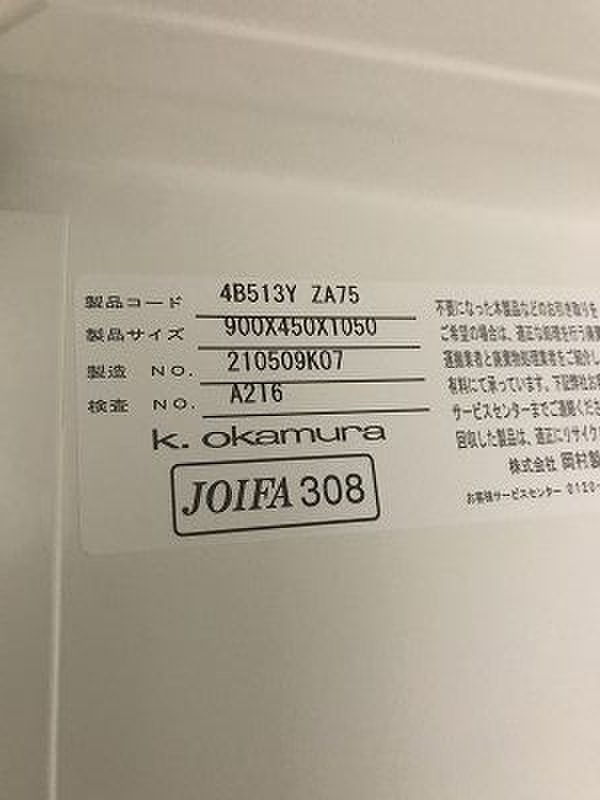 製品コード 4B513Y ZA75
製品サイズ 900X450X1050
製造 NO. 210509K07
検査 NO. A216
k. okamura
JOIFA 308
不要になった本製品などのお引き取りを
ご希望の場合は、適正な処理を行う廃棄
運搬業者と廃棄物処理業者をご紹介し
有料にて承っています。下記弊社お客
サービスセンターまでご連絡くださ
回収した製品は、適正にリサイク
株式会社 岡村製
お客様サービスセンター 0120-